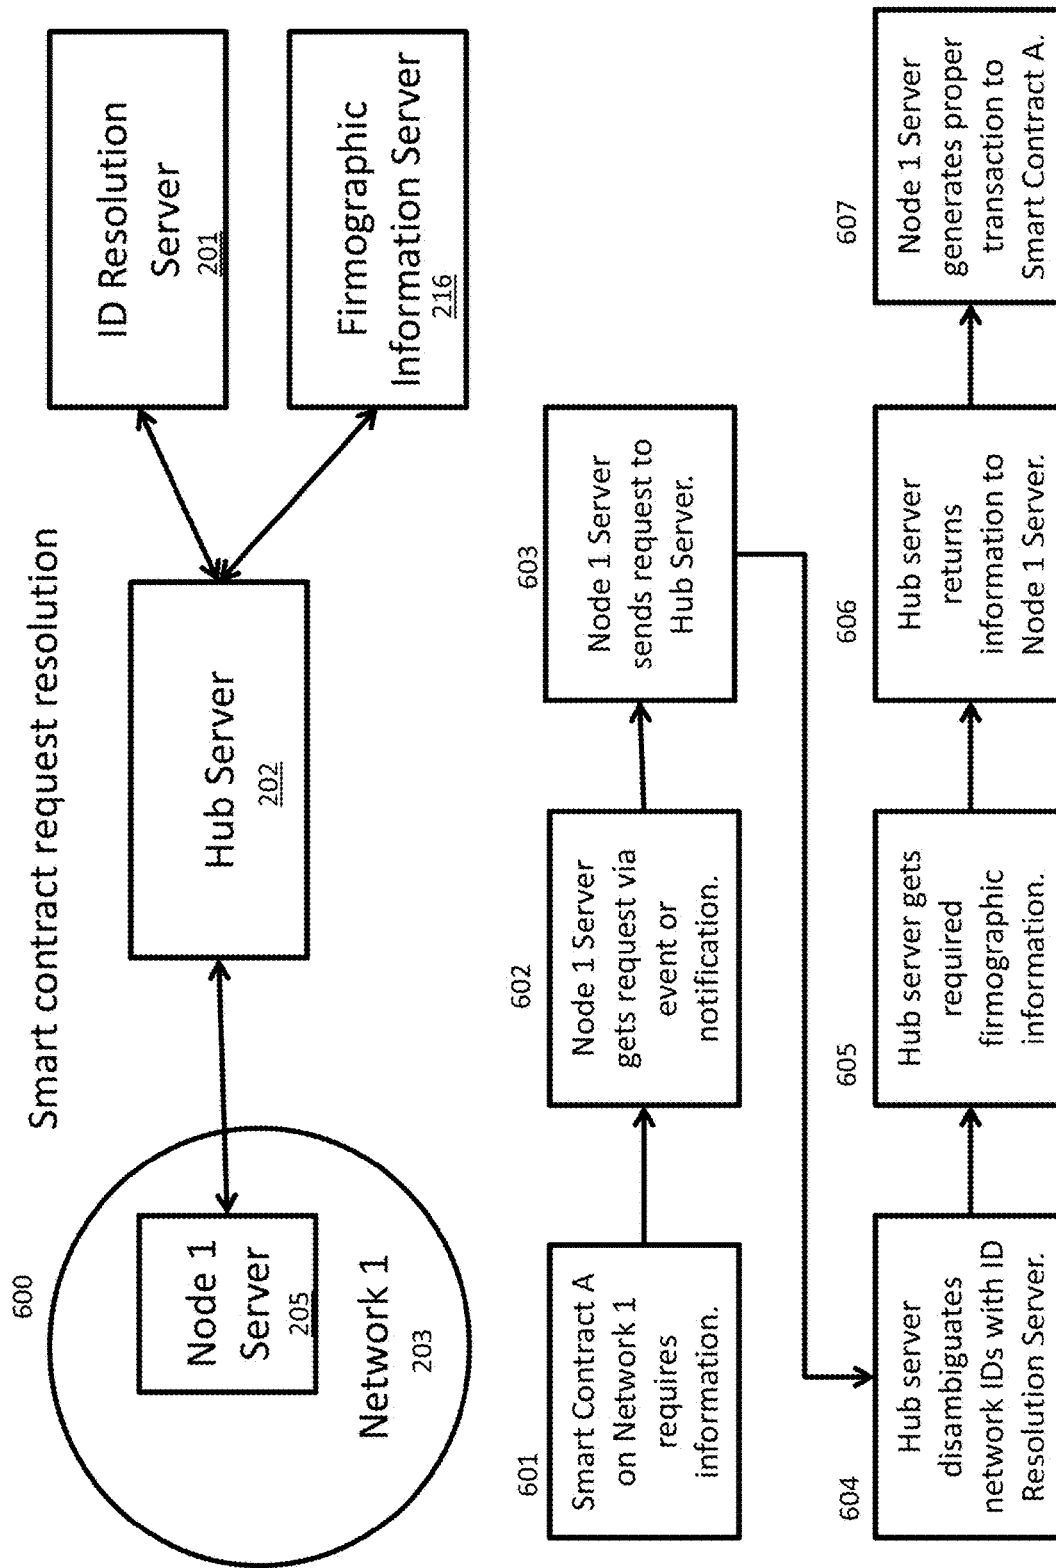 Smart contract request resolution
600
Node 1
Server
205
Network 1
203
Hub Server
202
ID Resolution
Server
201
Firmographic
Information Server
216
601
Smart Contract A
on Network 1
requires
information.
602
Node 1 Server
gets request via
event or
notification.
603
Node 1 Server
sends request to
Hub Server.
604
Hub server
disambiguates
network IDs with ID
Resolution Server.
605
Hub server gets
required
firmographic
information.
606
Hub server
returns
information to
Node 1 Server.
607
Node 1 Server
generates proper
transaction to
Smart Contract A.